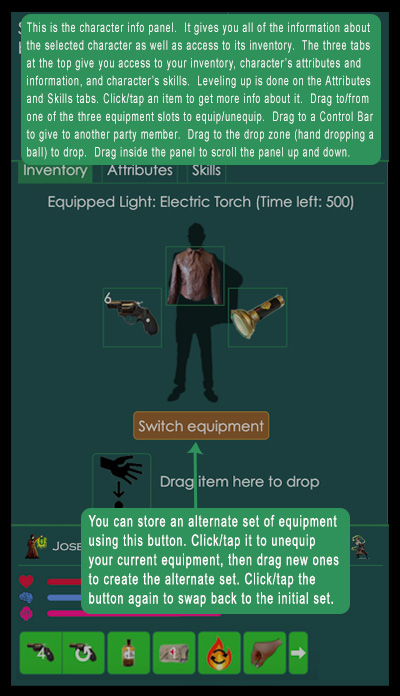 This is the character info panel. It gives you all of the information about
the selected character as well as access to its inventory. The three tabs
at the top give you access to your inventory, character's attributes and
information, and character's skills. Leveling up is done on the Attributes
and Skills tabs. Click/tap an item to get more info about it. Drag to/from
one of the three equipment slots to equip/unequip. Drag to a Control Bar
to give to another party member. Drag to the drop zone (hand dropping a
ball) to drop. Drag inside the panel to scroll the panel up and down.
Inventory Attributes Skills
Equipped Light: Electric Torch (Time left: 500)
6
Switch equipment
Drag item here to drop
You can store an alternate set of equipment
using this button. Click/tap it to unequip
your current equipment, then drag new ones
to create the alternate set. Click/tap the
button again to swap back to the initial set.
4